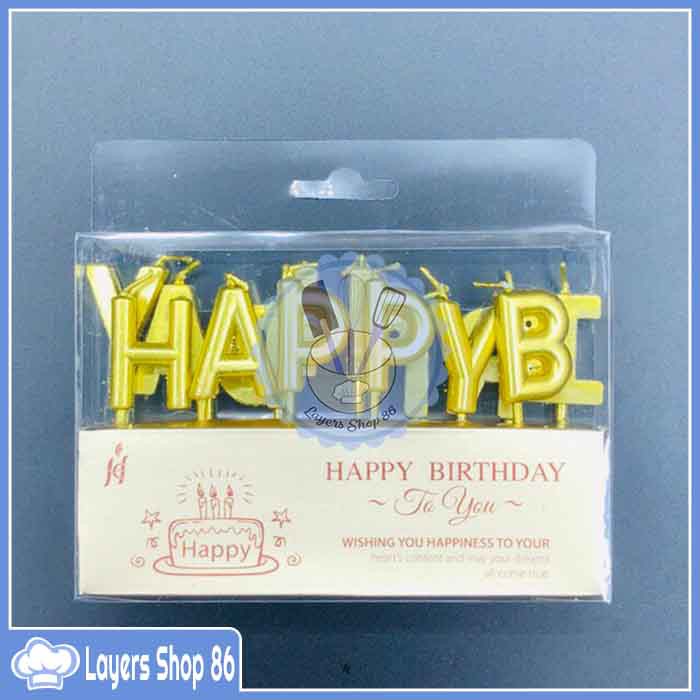 HAPPYB
Layers Shop 86
HAPPY BIRTHDAY
~ To You ~
Happy
WISHING YOU HAPPINESS TO YOUR
heart's content and may your dreams
all come true.
Layers Shop 86